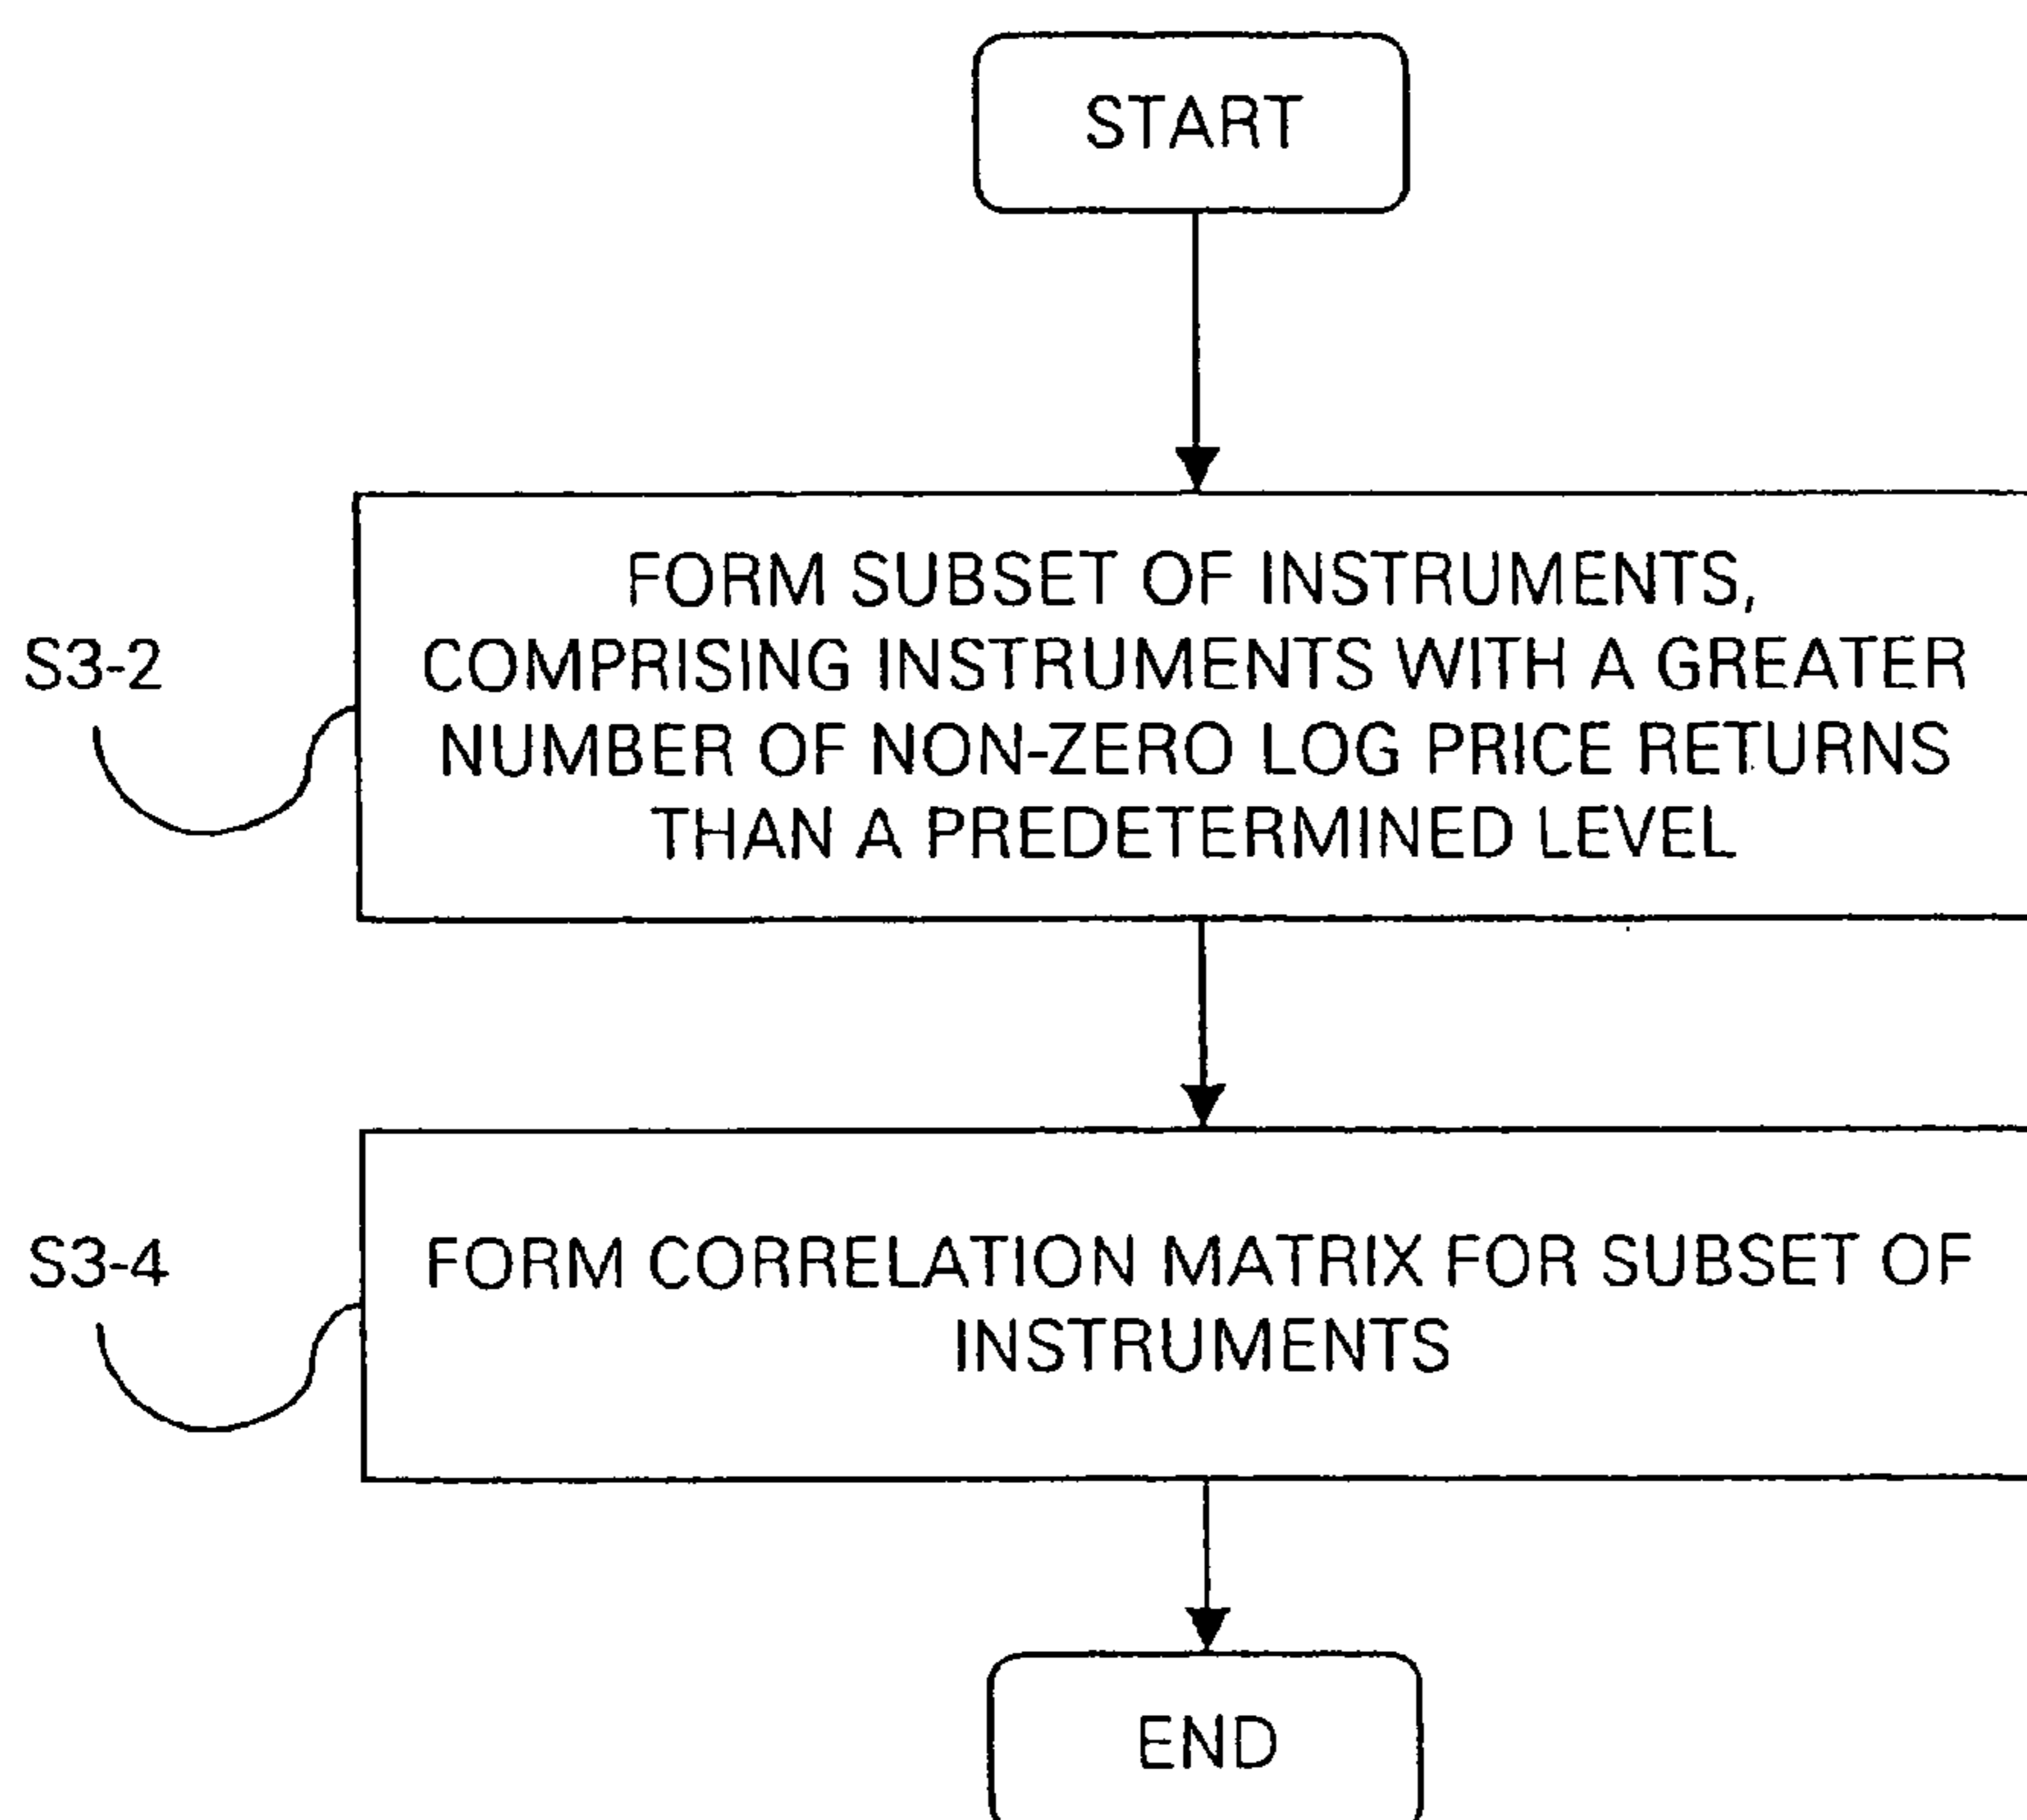 START
FORM SUBSET OF INSTRUMENTS,
COMPRISING INSTRUMENTS WITH A GREATER
NUMBER OF NON-ZERO LOG PRICE RETURNS
THAN A PREDETERMINED LEVEL
S3-2
FORM CORRELATION MATRIX FOR SUBSET OF
INSTRUMENTS
S3-4
END